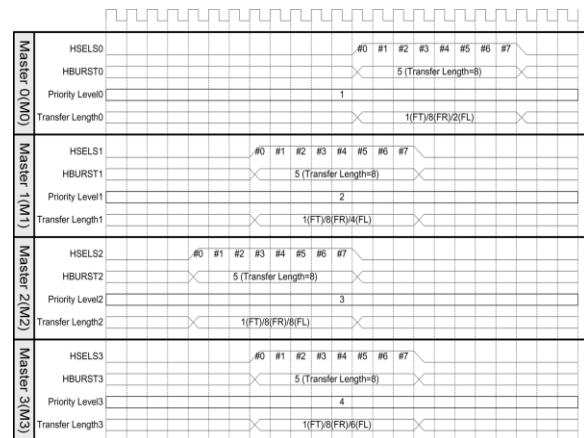 Master 0(M0)
HSELS0 #0 #1 #2 #3 #4 #5 #6 #7
HBURST0 5 (Transfer Length=8)
Priority Level0 1
Transfer Length0 1(FT)/8(FR)/2(FL)
Master 1(M1)
HSELS1 #0 #1 #2 #3 #4 #5 #6 #7
HBURST1 5 (Transfer Length=8)
Priority Level1 2
Transfer Length1 1(FT)/8(FR)/4(FL)
Master 2(M2)
HSELS2 #0 #1 #2 #3 #4 #5 #6 #7
HBURST2 5 (Transfer Length=8)
Priority Level2 3
Transfer Length2 1(FT)/8(FR)/8(FL)
Master 3(M3)
HSELS3 #0 #1 #2 #3 #4 #5 #6 #7
HBURST3 5 (Transfer Length=8)
Priority Level3 4
Transfer Length3 1(FT)/8(FR)/6(FL)